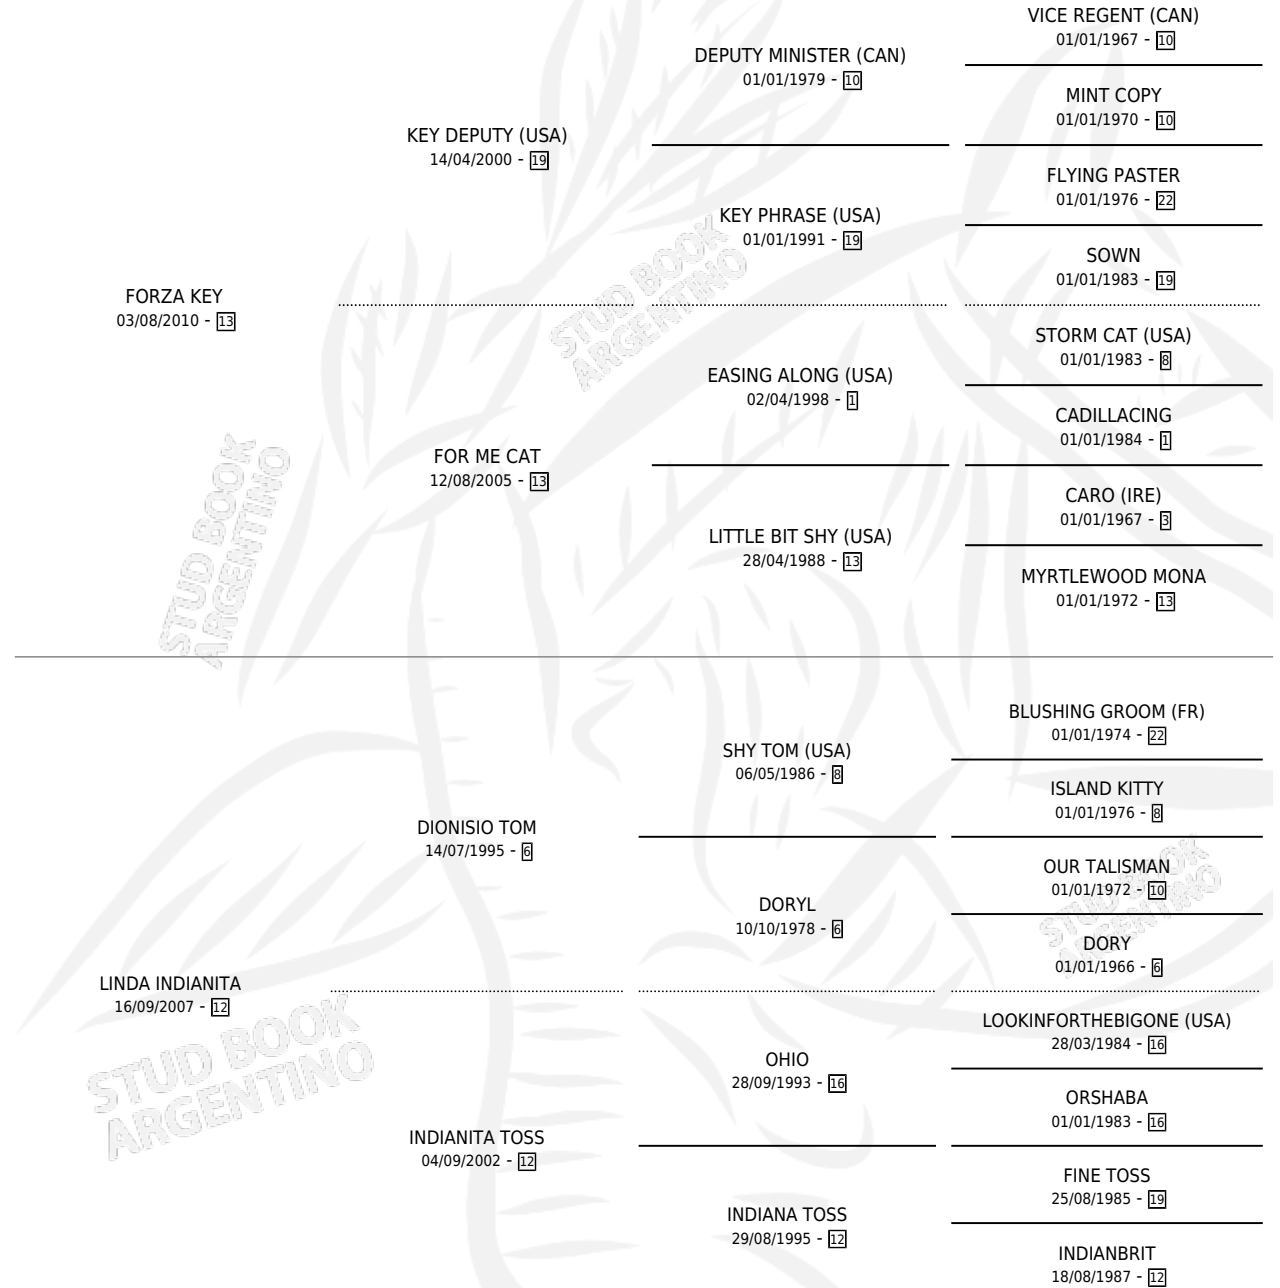 VICE REGENT (CAN)
01/01/1967 - 10
DEPUTY MINISTER (CAN)
01/01/1979 - 10
MINT COPY
01/01/1970 - 10
KEY DEPUTY (USA)
14/04/2000 - 19
FLYING PASTER
01/01/1976 - 22
KEY PHRASE (USA)
01/01/1991 - 19
SOWN
01/01/1983 - 19
FORZA KEY
03/08/2010 - 13
STORM CAT (USA)
01/01/1983 - 8
EASING ALONG (USA)
02/04/1998 - 1
CADILLACING
01/01/1984 - 1
FOR ME CAT
12/08/2005 - 13
CARO (IRE)
01/01/1967 - 3
LITTLE BIT SHY (USA)
28/04/1988 - 13
MYRTLEWOOD MONA
01/01/1972 - 13
BLUSHING GROOM (FR)
01/01/1974 - 22
SHY TOM (USA)
06/05/1986 - 8
ISLAND KITTY
01/01/1976 - 8
DIONISIO TOM
14/07/1995 - 6
OUR TALISMAN
01/01/1972 - 10
DORYL
10/10/1978 - 6
DORY
01/01/1966 - 6
LINDA INDIANITA
16/09/2007 - 12
LOOKINFORTHEBIGONE (USA)
28/03/1984 - 16
OHIO
28/09/1993 - 16
ORSHABA
01/01/1983 - 16
INDIANITA TOSS
04/09/2002 - 12
FINE TOSS
25/08/1985 - 19
INDIANA TOSS
29/08/1995 - 12
INDIANBRIT
18/08/1987 - 12
STUD BOOK
ARGENTINO
STUD BOOK
ARGENTINO
STUD BOOK
ARGENTINO
STUD BOOK
ARGENTINO